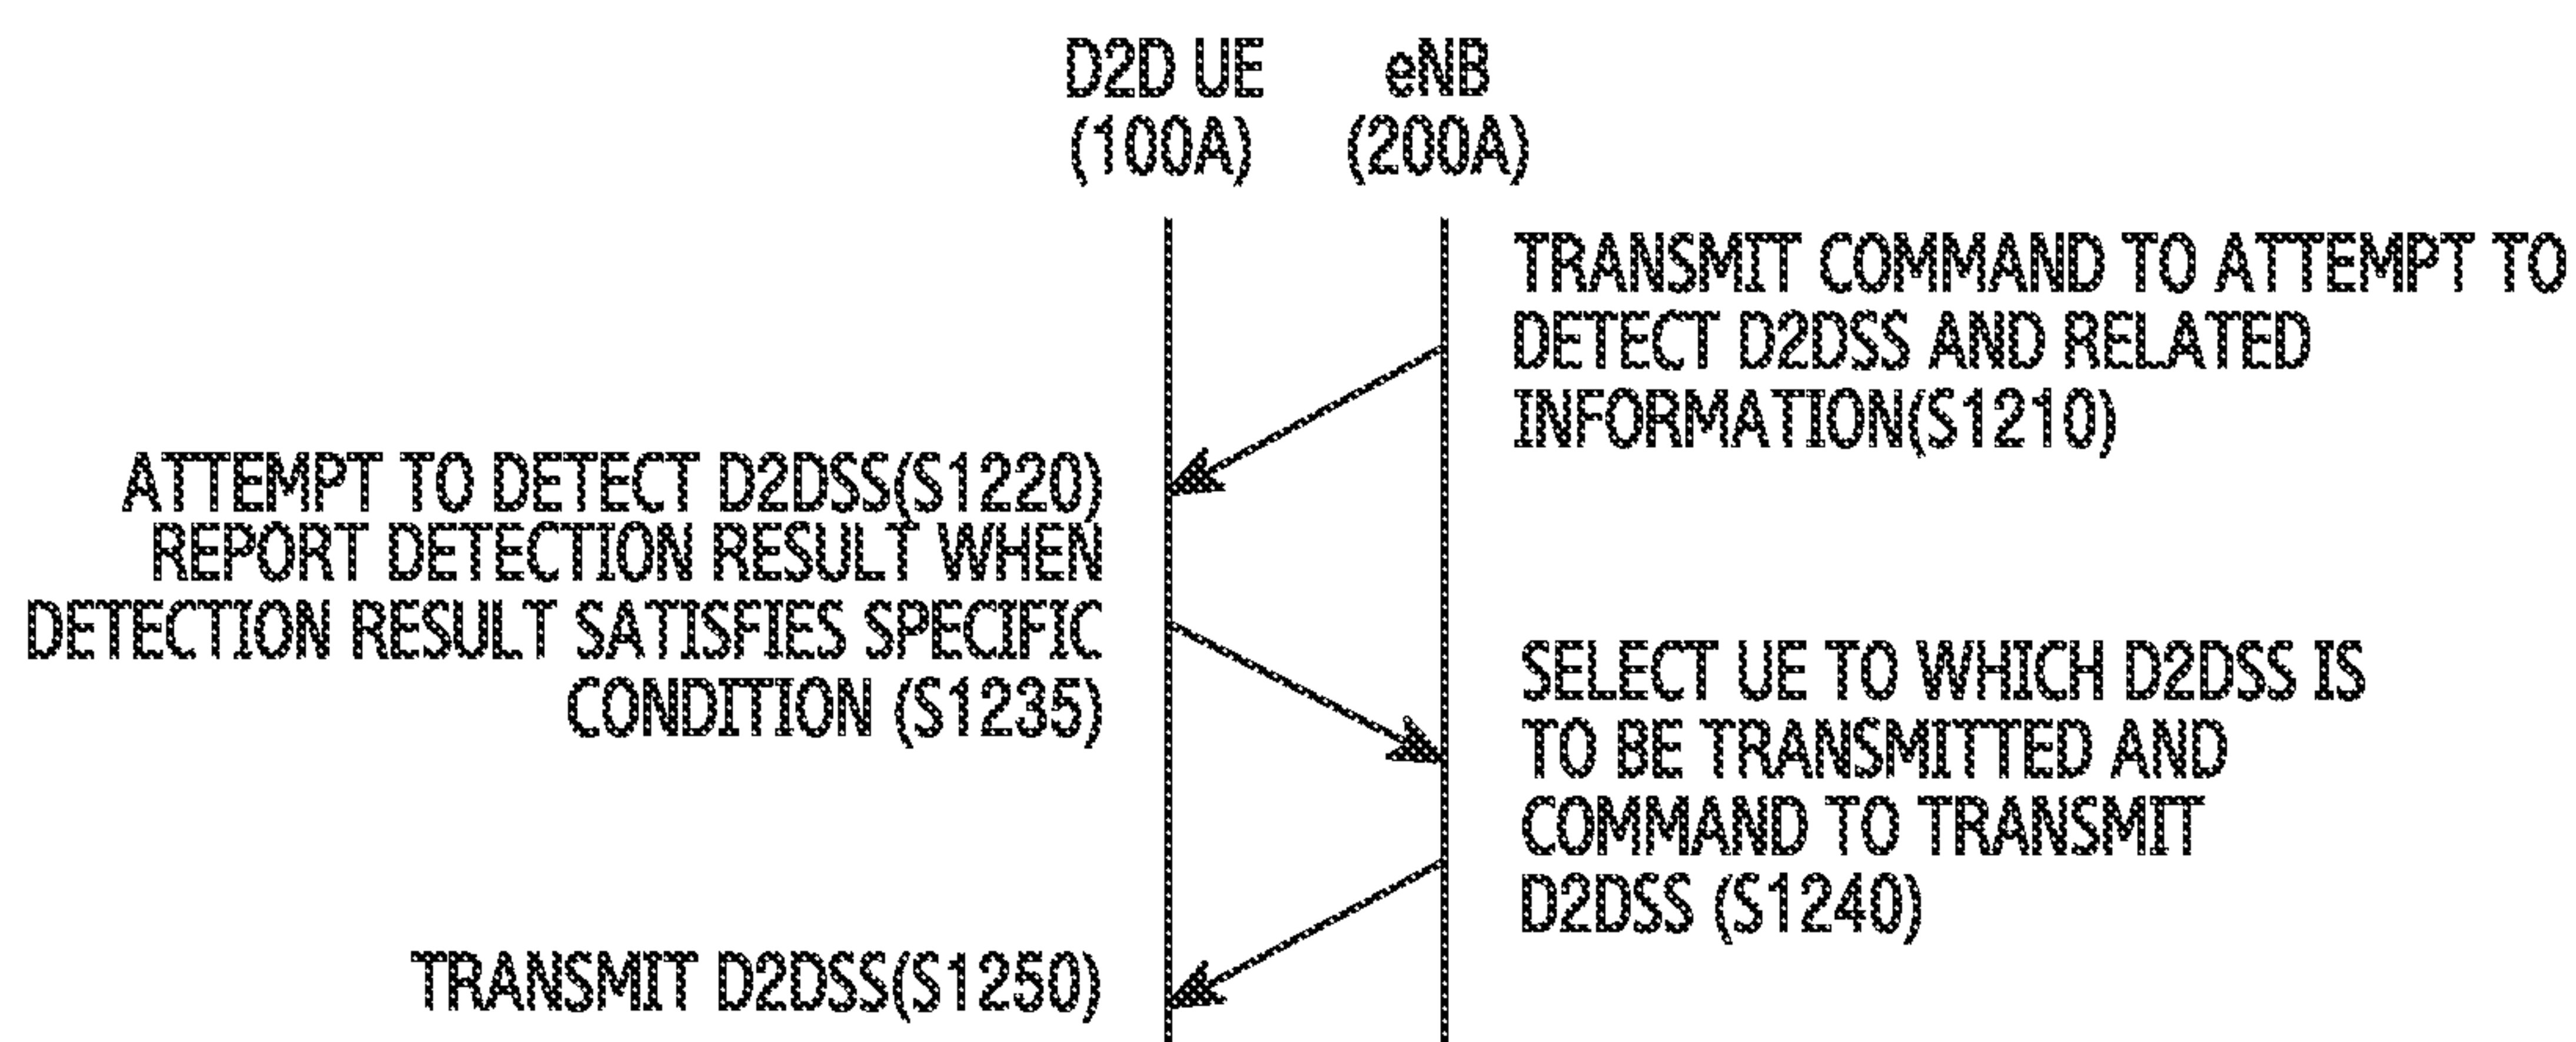 D2D UE
(100A)
eNB
(200A)
TRANSMIT COMMAND TO ATTEMPT TO
DETECT D2DSS AND RELATED
INFORMATION(S1210)
ATTEMPT TO DETECT D2DSS(S1220)
REPORT DETECTION RESULT WHEN
DETECTION RESULT SATISFIES SPECIFIC
CONDITION (S1235)
SELECT UE TO WHICH D2DSS IS
TO BE TRANSMITTED AND
COMMAND TO TRANSMIT
D2DSS (S1240)
TRANSMIT D2DSS(S1250)